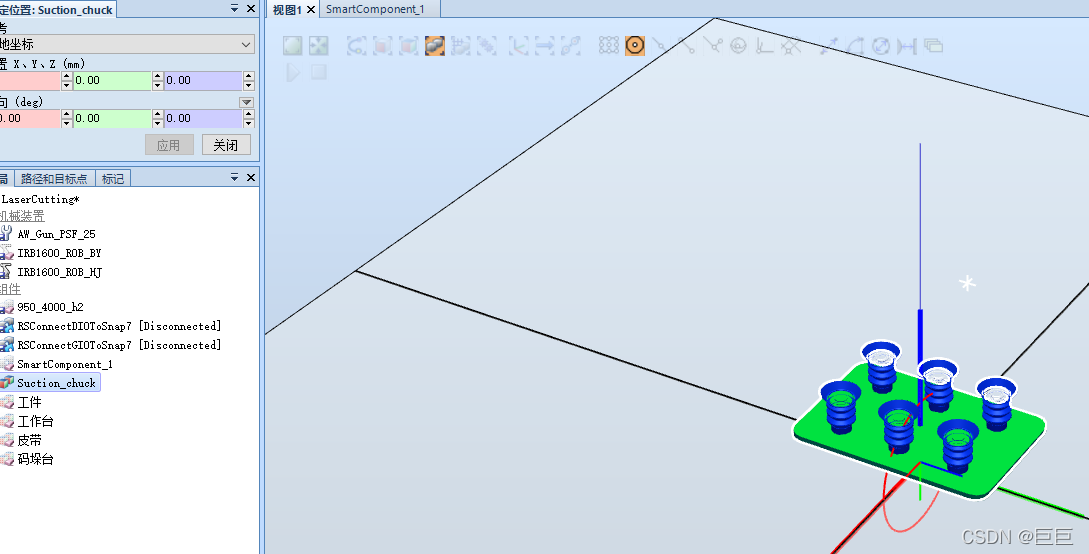 定位置: Suction_chuck
考
地坐标
置 X、Y、Z (mm)
0.00 0.00
向 (deg)
0.00 0.00 0.00
应用 关闭
局 路径和目标点 标记
LaserCutting*
机械装置
AW_Gun_PSF_25
IRB1600_ROB_BY
IRB1600_ROB_HJ
组件
950_4000_h2
RSConnectDIOToSnap7 [Disconnected]
RSConnectGIOToSnap7 [Disconnected]
SmartComponent_1
Suction_chuck
工件
工作台
皮带
码垛台
视图1 SmartComponent_1
CSDN @巨巨